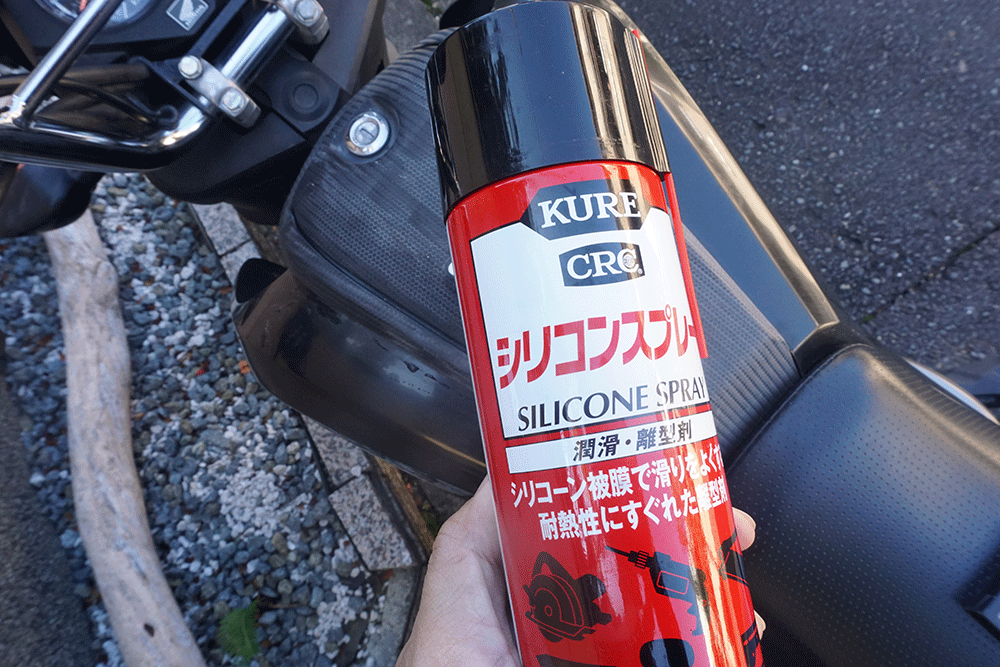 KURE
CRC
シリコンスプレー
SILICONE SPRAY
潤滑・離型剤
シリコーン被膜で滑りをよくす
耐熱性にすぐれた離型剤